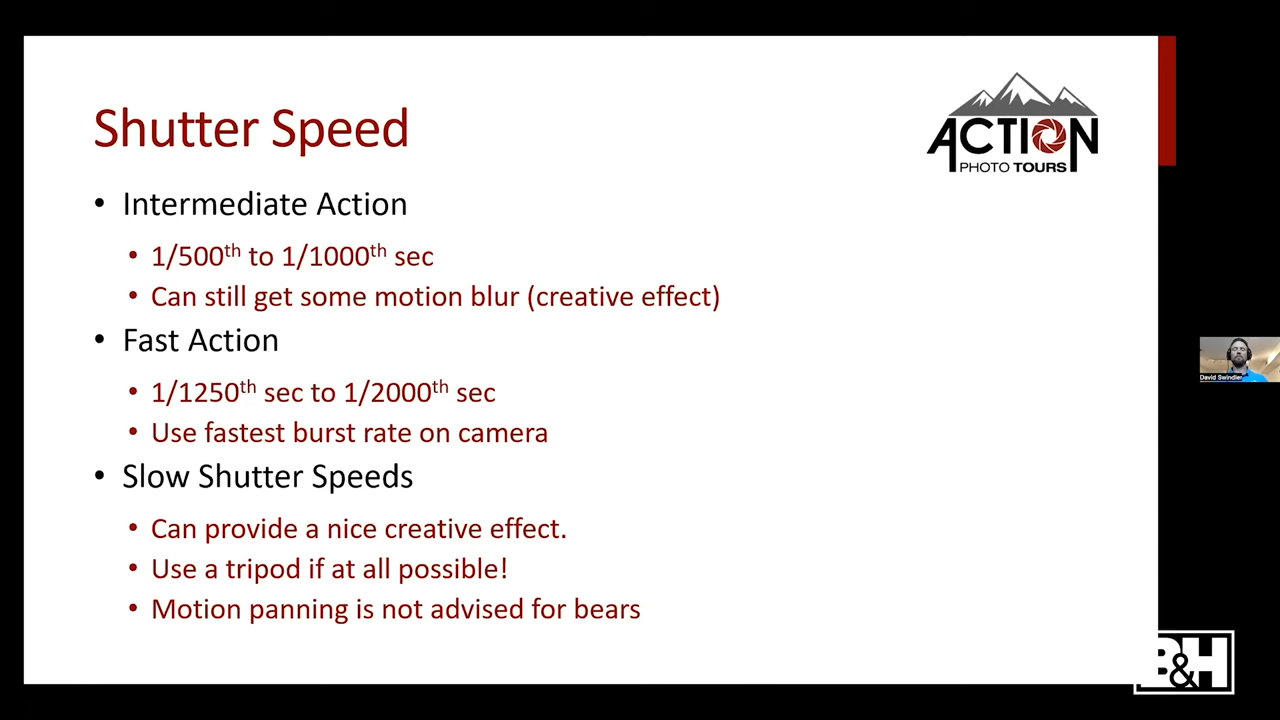 Shutter Speed
ACTION
PHOTO TOURS
• Intermediate Action
• 1/500th to 1/1000th sec
• Can still get some motion blur (creative effect)
• Fast Action
• 1/1250th sec to 1/2000th sec
• Use fastest burst rate on camera
• Slow Shutter Speeds
• Can provide a nice creative effect.
• Use a tripod if at all possible!
• Motion panning is not advised for bears
David Swindler
B&H